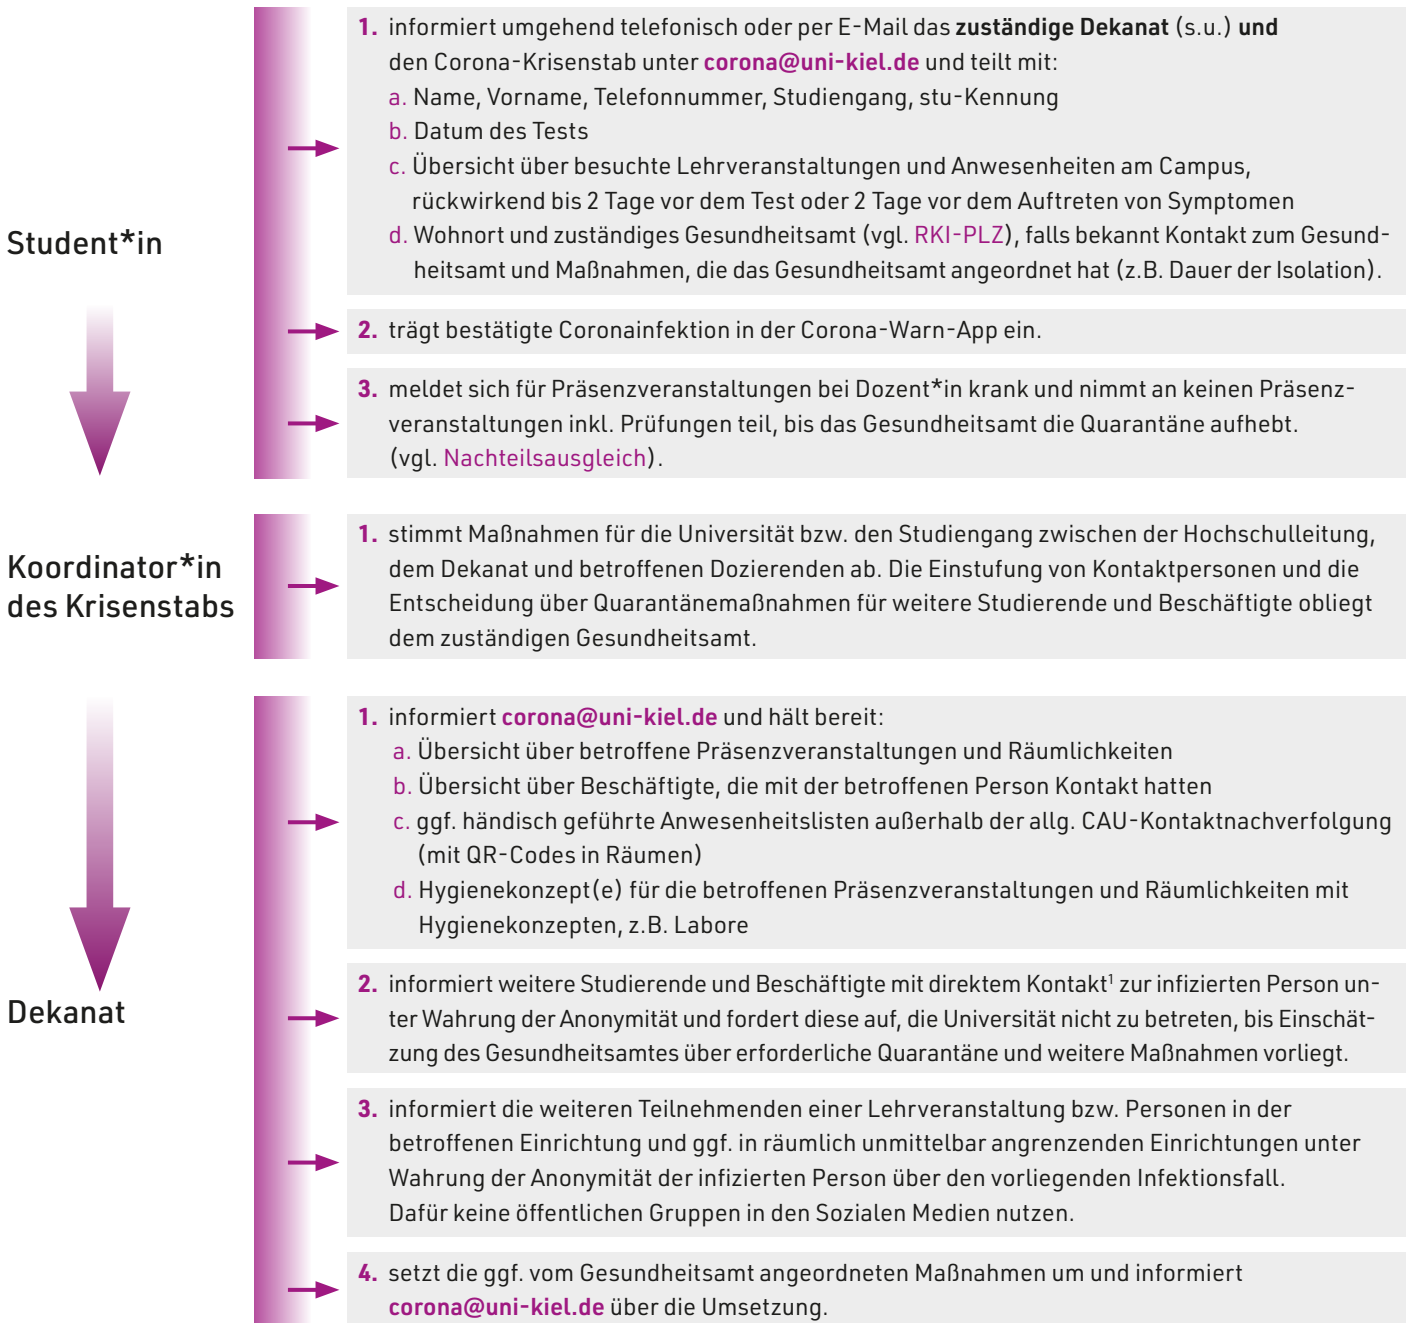 Student*in
1. informiert umgehend telefonisch oder per E-Mail das zuständige Dekanat (s.u.) und
den Corona-Krisenstab unter corona@uni-kiel.de und teilt mit:
a. Name, Vorname, Telefonnummer, Studiengang, stu-Kennung
b. Datum des Tests
c. Übersicht über besuchte Lehrveranstaltungen und Anwesenheiten am Campus,
rückwirkend bis 2 Tage vor dem Test oder 2 Tage vor dem Auftreten von Symptomen
d. Wohnort und zuständiges Gesundheitsamt (vgl. RKI-PLZ), falls bekannt Kontakt zum Gesund-
heitsamt und Maßnahmen, die das Gesundheitsamt angeordnet hat (z.B. Dauer der Isolation).
2. trägt bestätigte Coronainfektion in der Corona-Warn-App ein.
3. meldet sich für Präsenzveranstaltungen bei Dozent*in krank und nimmt an keinen Präsenz-
veranstaltungen inkl. Prüfungen teil, bis das Gesundheitsamt die Quarantäne aufhebt.
(vgl. Nachteilsausgleich).
Koordinator*in
des Krisenstabs
1. stimmt Maßnahmen für die Universität bzw. den Studiengang zwischen der Hochschulleitung,
dem Dekanat und betroffenen Dozierenden ab. Die Einstufung von Kontaktpersonen und die
Entscheidung über Quarantänemaßnahmen für weitere Studierende und Beschäftigte obliegt
dem zuständigen Gesundheitsamt.
Dekanat
1. informiert corona@uni-kiel.de und hält bereit:
a. Übersicht über betroffene Präsenzveranstaltungen und Räumlichkeiten
b. Übersicht über Beschäftigte, die mit der betroffenen Person Kontakt hatten
c. ggf. händisch geführte Anwesenheitslisten außerhalb der allg. CAU-Kontaktnachverfolgung
(mit QR-Codes in Räumen)
d. Hygienekonzept(e) für die betroffenen Präsenzveranstaltungen und Räumlichkeiten mit
Hygienekonzepten, z.B. Labore
2. informiert weitere Studierende und Beschäftigte mit direktem Kontakt¹ zur infizierten Person un-
ter Wahrung der Anonymität und fordert diese auf, die Universität nicht zu betreten, bis Einschät-
zung des Gesundheitsamtes über erforderliche Quarantäne und weitere Maßnahmen vorliegt.
3. informiert die weiteren Teilnehmenden einer Lehrveranstaltung bzw. Personen in der
betroffenen Einrichtung und ggf. in räumlich unmittelbar angrenzenden Einrichtungen unter
Wahrung der Anonymität der infizierten Person über den vorliegenden Infektionsfall.
Dafür keine öffentlichen Gruppen in den Sozialen Medien nutzen.
4. setzt die ggf. vom Gesundheitsamt angeordneten Maßnahmen um und informiert
corona@uni-kiel.de über die Umsetzung.